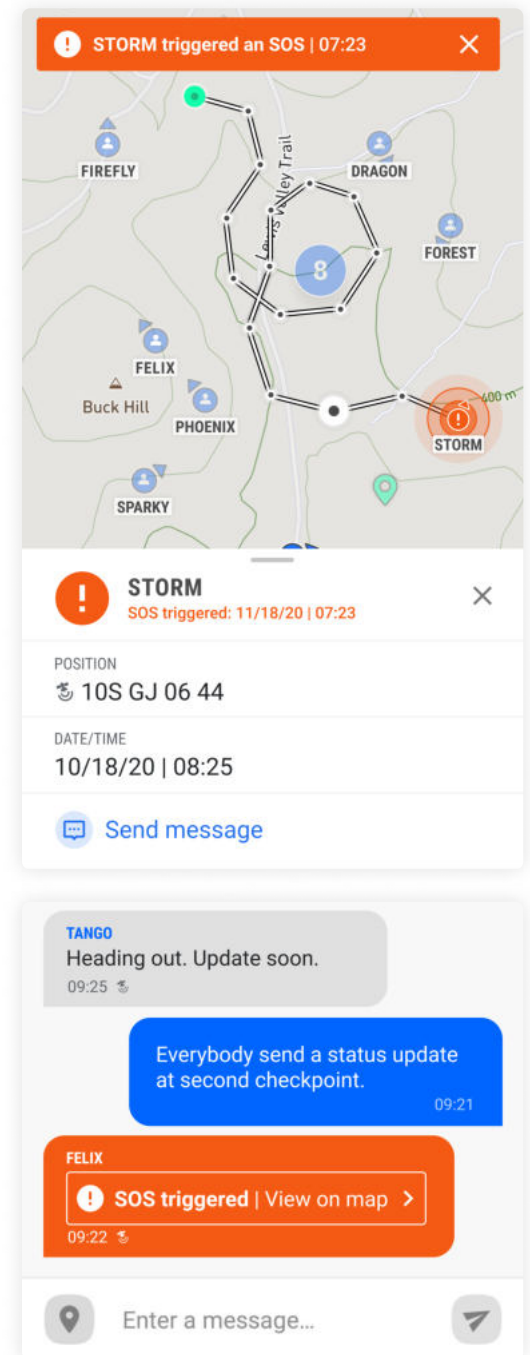 STORM triggered an SOS | 07:23
FIREFLY
DRAGON
Lewis Valley Trail
FOREST
8
FELIX
Buck Hill
PHOENIX
400 m
STORM
SPARKY
STORM
SOS triggered: 11/18/20 | 07:23
POSITION
10S GJ 06 44
DATE/TIME
10/18/20 | 08:25
Send message
TANGO
Heading out. Update soon.
09:25
Everybody send a status update
at second checkpoint.
09:21
FELIX
SOS triggered | View on map
09:22
Enter a message...